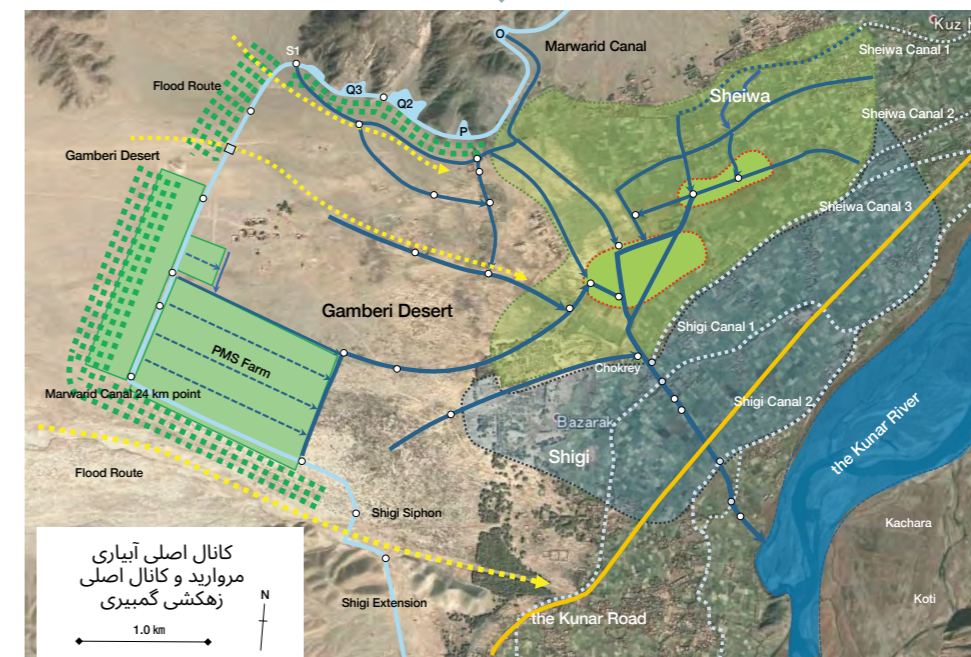 Kuz
O
Marwarid Canal
Sheiwa Canal 1
S1
Flood Route
Q3
Q2
Sheiwa
Sheiwa Canal 2
P
Gamberi Desert
Sheiwa Canal 3
Gamberi Desert
Shigi Canal 1
PMS Farm
Chokrey
Marwarid Canal 24 km point
Shigi Canal 2
Bazarak
the Kunar River
Shigi
Flood Route
Shigi Siphon
Kachara
کانال اصلی آبیاری
مروارید و کانال اصلی
زهکشی گمبیری
N
1.0 km
Shigi Extension
Koti
the Kunar Road